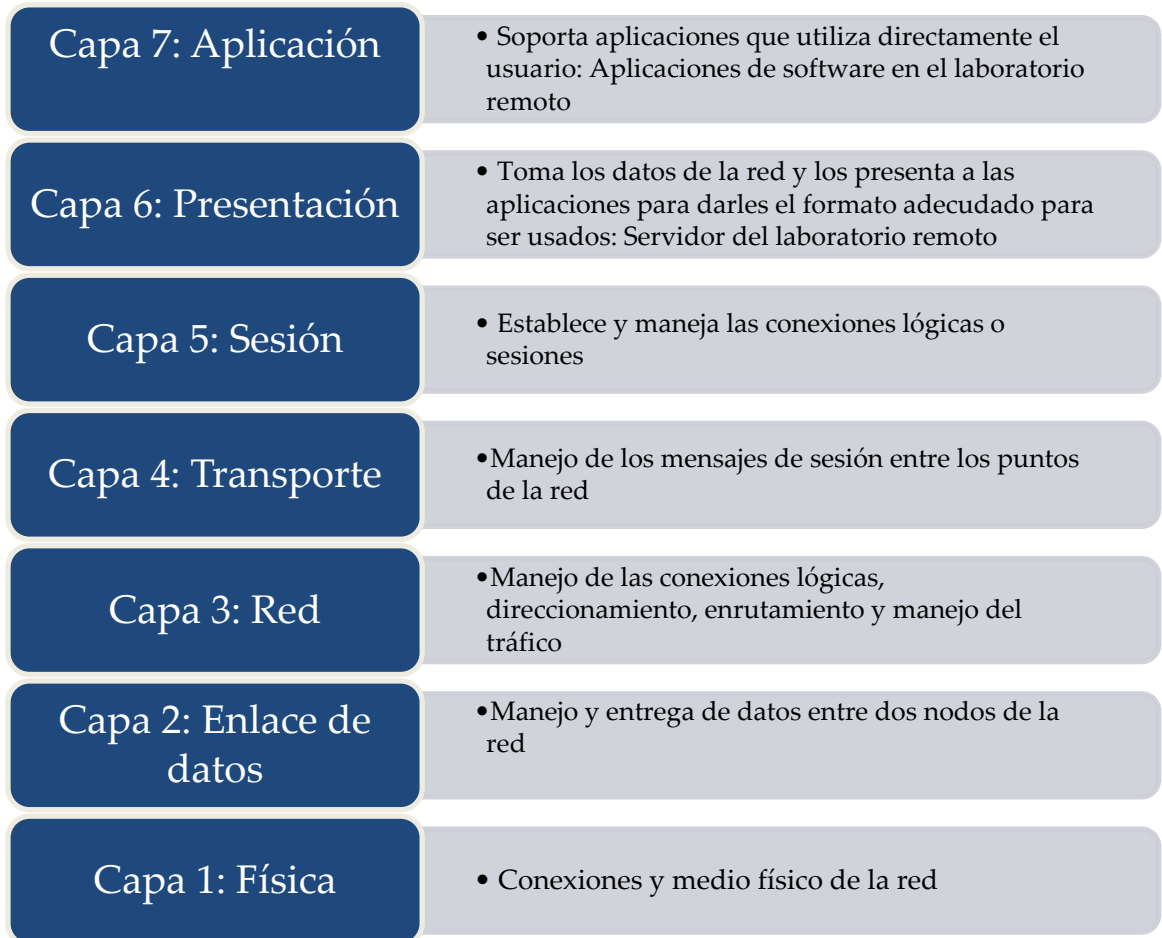 Capa 7: Aplicación
• Soporta aplicaciones que utiliza directamente el
usuario: Aplicaciones de software en el laboratorio
remoto
Capa 6: Presentación
• Toma los datos de la red y los presenta a las
aplicaciones para darles el formato adecudado para
ser usados: Servidor del laboratorio remoto
Capa 5: Sesión
• Establece y maneja las conexiones lógicas o
sesiones
Capa 4: Transporte
•Manejo de los mensajes de sesión entre los puntos
de la red
Capa 3: Red
•Manejo de las conexiones lógicas,
direccionamiento, enrutamiento y manejo del
tráfico
Capa 2: Enlace de
datos
•Manejo y entrega de datos entre dos nodos de la
red
Capa 1: Física
• Conexiones y medio físico de la red